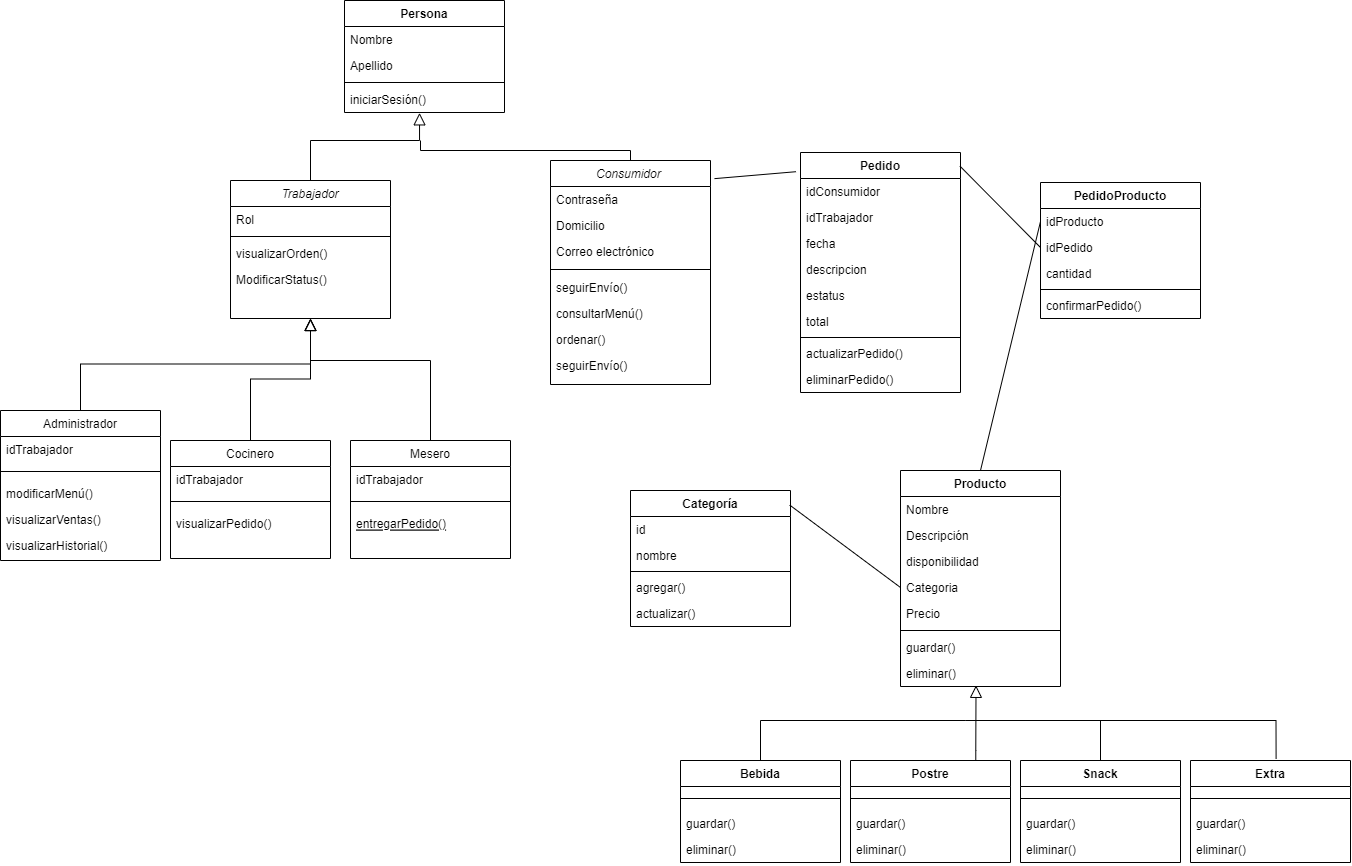 Persona
Nombre
Apellido
iniciarSesión()
Trabajador
Rol
visualizarOrden()
ModificarStatus()
Consumidor
Contraseña
Domicilio
Correo electrónico
seguirEnvío()
consultarMenú()
ordenar()
seguirEnvío()
Pedido
idConsumidor
idTrabajador
fecha
descripcion
estatus
total
actualizarPedido()
eliminarPedido()
PedidoProducto
idProducto
idPedido
cantidad
confirmarPedido()
Administrador
idTrabajador
modificarMenú()
visualizarVentas()
visualizarHistorial()
Cocinero
idTrabajador
visualizarPedido()
Mesero
idTrabajador
entregarPedido()
Categoría
id
nombre
agregar()
actualizar()
Producto
Nombre
Descripción
disponibilidad
Categoria
Precio
guardar()
eliminar()
Bebida
guardar()
eliminar()
Postre
guardar()
eliminar()
Snack
guardar()
eliminar()
Extra
guardar()
eliminar()